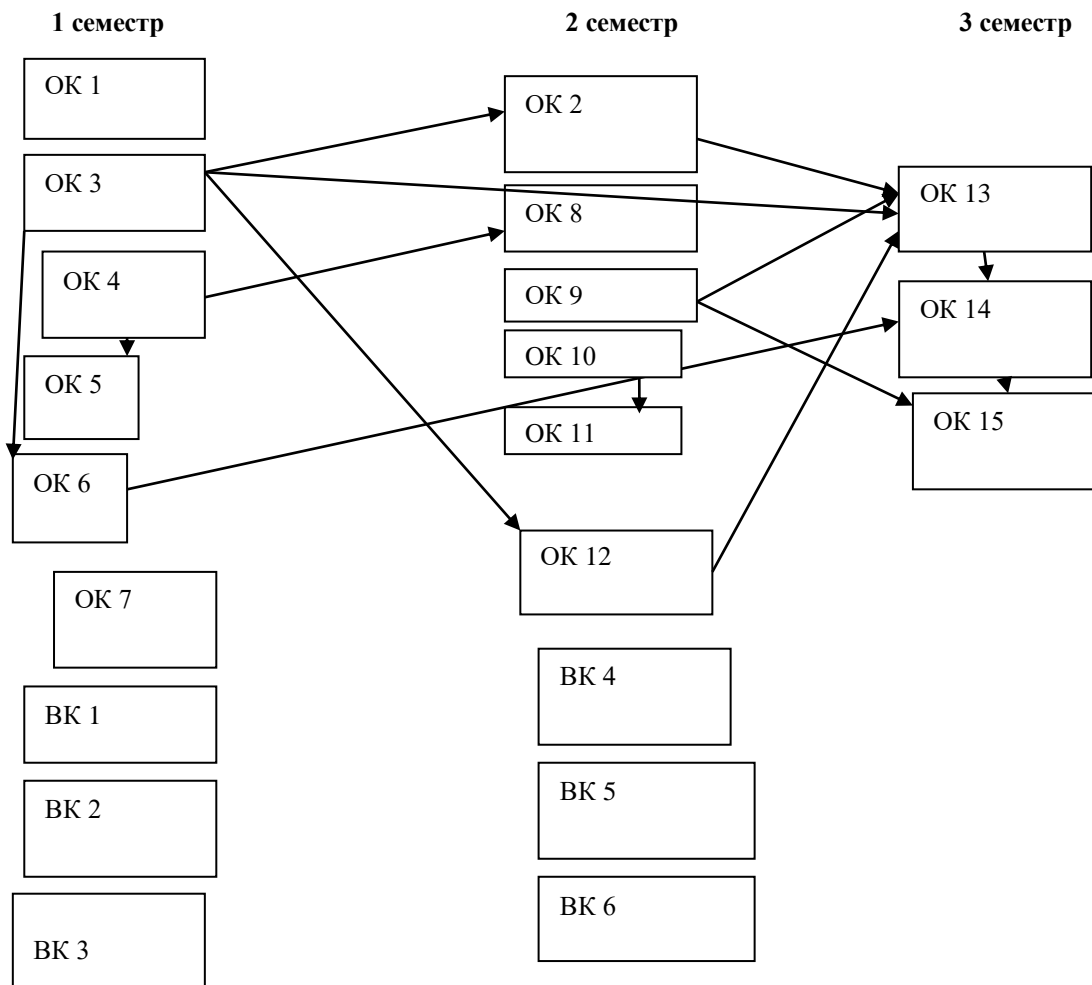 1 семестр
2 семестр
3 семестр
ОК 1
ОК 3
ОК 4
ОК 5
ОК 6
ОК 7
ВК 1
ВК 2
ВК 3
ОК 2
ОК 8
ОК 9
ОК 10
ОК 11
ОК 12
ВК 4
ВК 5
ВК 6
ОК 13
ОК 14
ОК 15